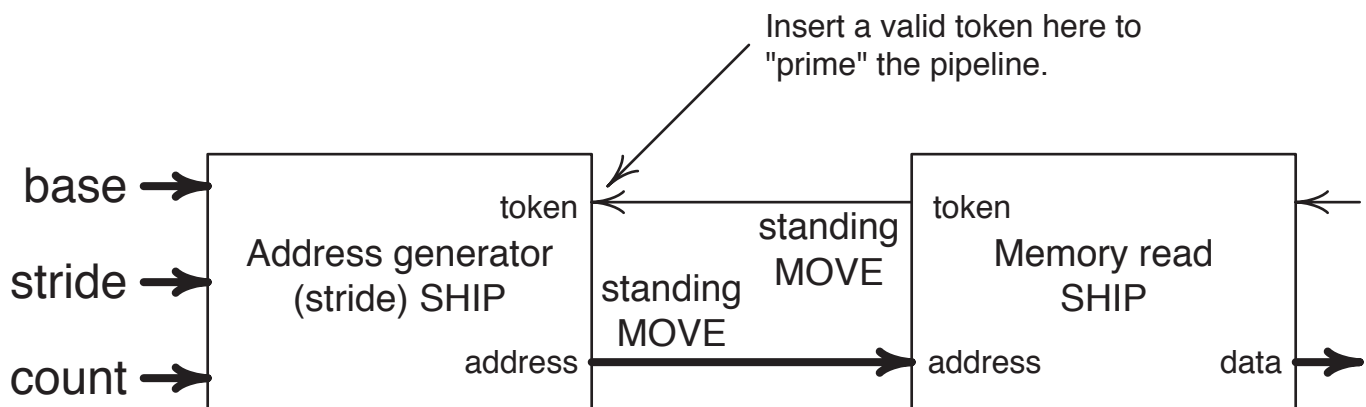 Insert a valid token here to
"prime" the pipeline.
base
stride
count
token
Address generator
(stride) SHIP
address
standing
MOVE
standing
MOVE
token
Memory read
SHIP
address
data